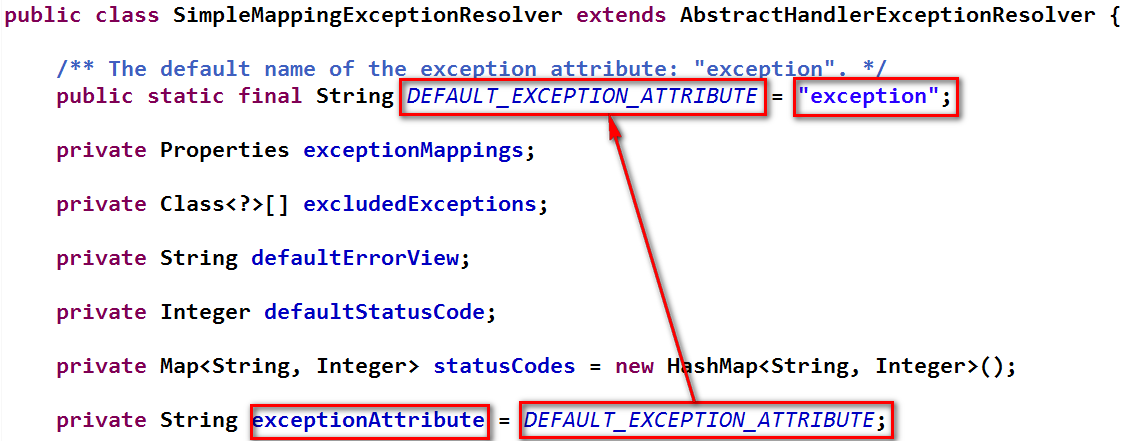 public class SimpleMappingExceptionResolver extends AbstractHandlerExceptionResolver {
/** The default name of the exception attribute: "exception". */
public static final String DEFAULT_EXCEPTION_ATTRIBUTE = "exception";
private Properties exceptionMappings;
private Class<?>[] excludedExceptions;
private String defaultErrorView;
private Integer defaultStatusCode;
private Map<String, Integer> statusCodes = new HashMap<String, Integer>();
private String exceptionAttribute = DEFAULT_EXCEPTION_ATTRIBUTE;